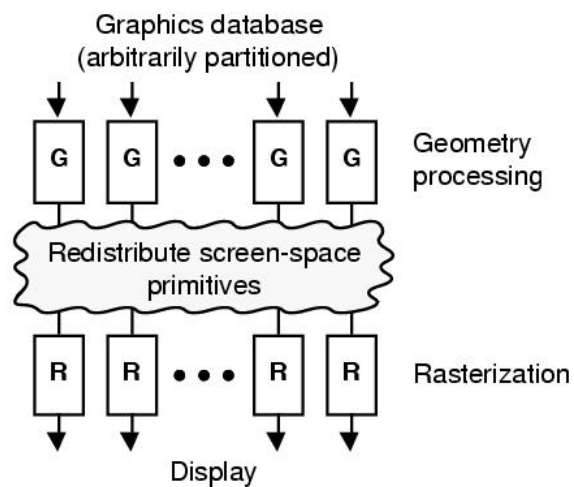 Graphics database
(arbitrarily partitioned)
G G G G
Geometry
processing
Redistribute screen-space
primitives
R R R R
Rasterization
Display